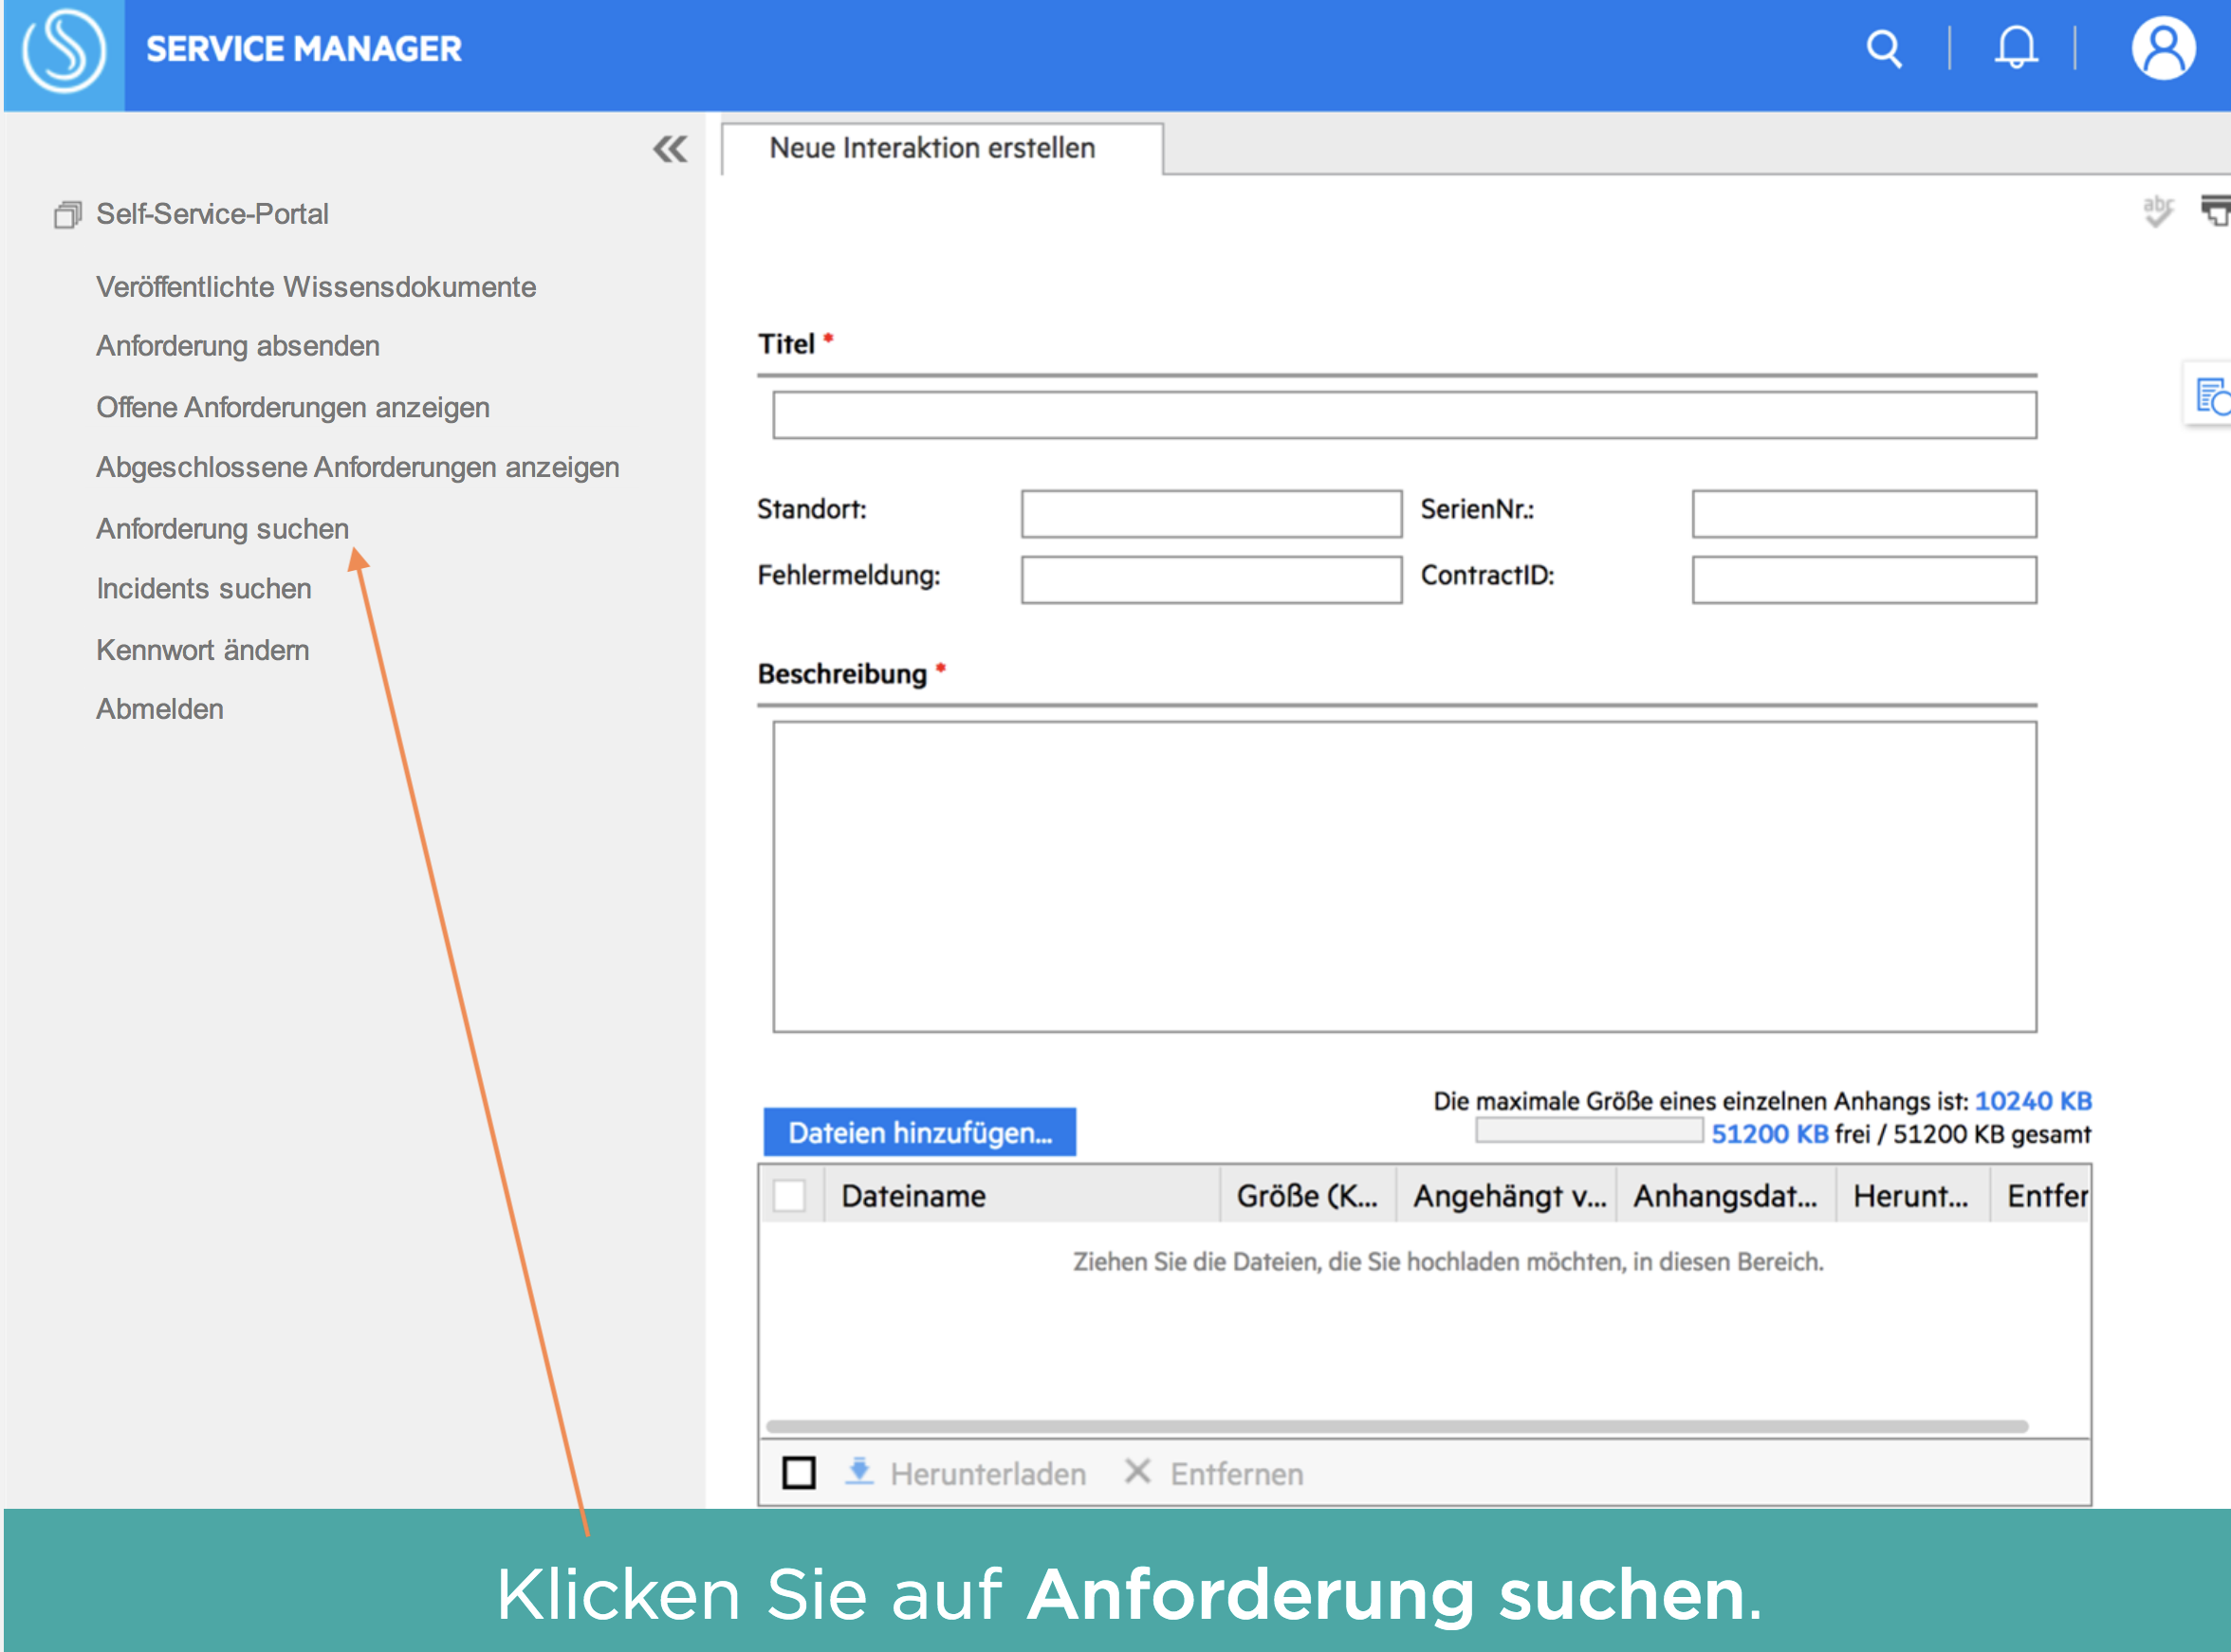 SERVICE MANAGER
Neue Interaktion erstellen
Self-Service-Portal
Veröffentlichte Wissensdokumente
Anforderung absenden
Offene Anforderungen anzeigen
Abgeschlossene Anforderungen anzeigen
Anforderung suchen
Incidents suchen
Kennwort ändern
Abmelden
abc
Titel *
Standort:
SerienNr.:
Fehlermeldung:
ContractID:
Beschreibung *
Die maximale Größe eines einzelnen Anhangs ist: 10240 KB
Dateien hinzufügen...
51200 KB frei / 51200 KB gesamt
Dateiname Größe (K... Angehängt v... Anhangsdat... Herunt... Entfer
Ziehen Sie die Dateien, die Sie hochladen möchten, in diesen Bereich.
Herunterladen Entfernen
Klicken Sie auf Anforderung suchen.